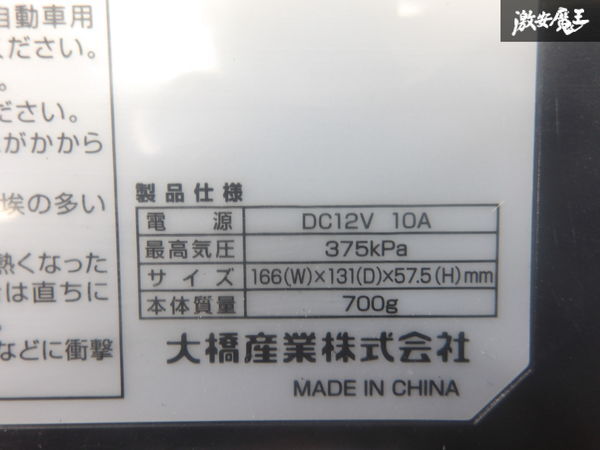 激安魔王
自動車用
ください。
ださい。
がかから
埃の多い
熱くなった
は直ちに
などに衝撃
製品仕様
電源 DC12V 10A
最高気圧 375kPa
サイズ 166(W)×131(D)×57.5(H)mm
本体質量 700g
大橋産業株式会社
MADE IN CHINA